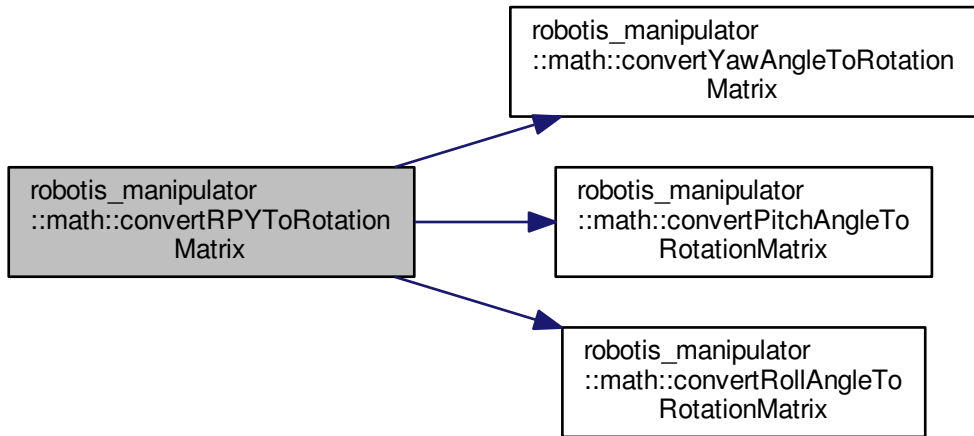 robotis_manipulator
::math::convertYawAngleToRotation
Matrix
robotis_manipulator
::math::convertRPYToRotation
Matrix
robotis_manipulator
::math::convertPitchAngleTo
RotationMatrix
robotis_manipulator
::math::convertRollAngleTo
RotationMatrix